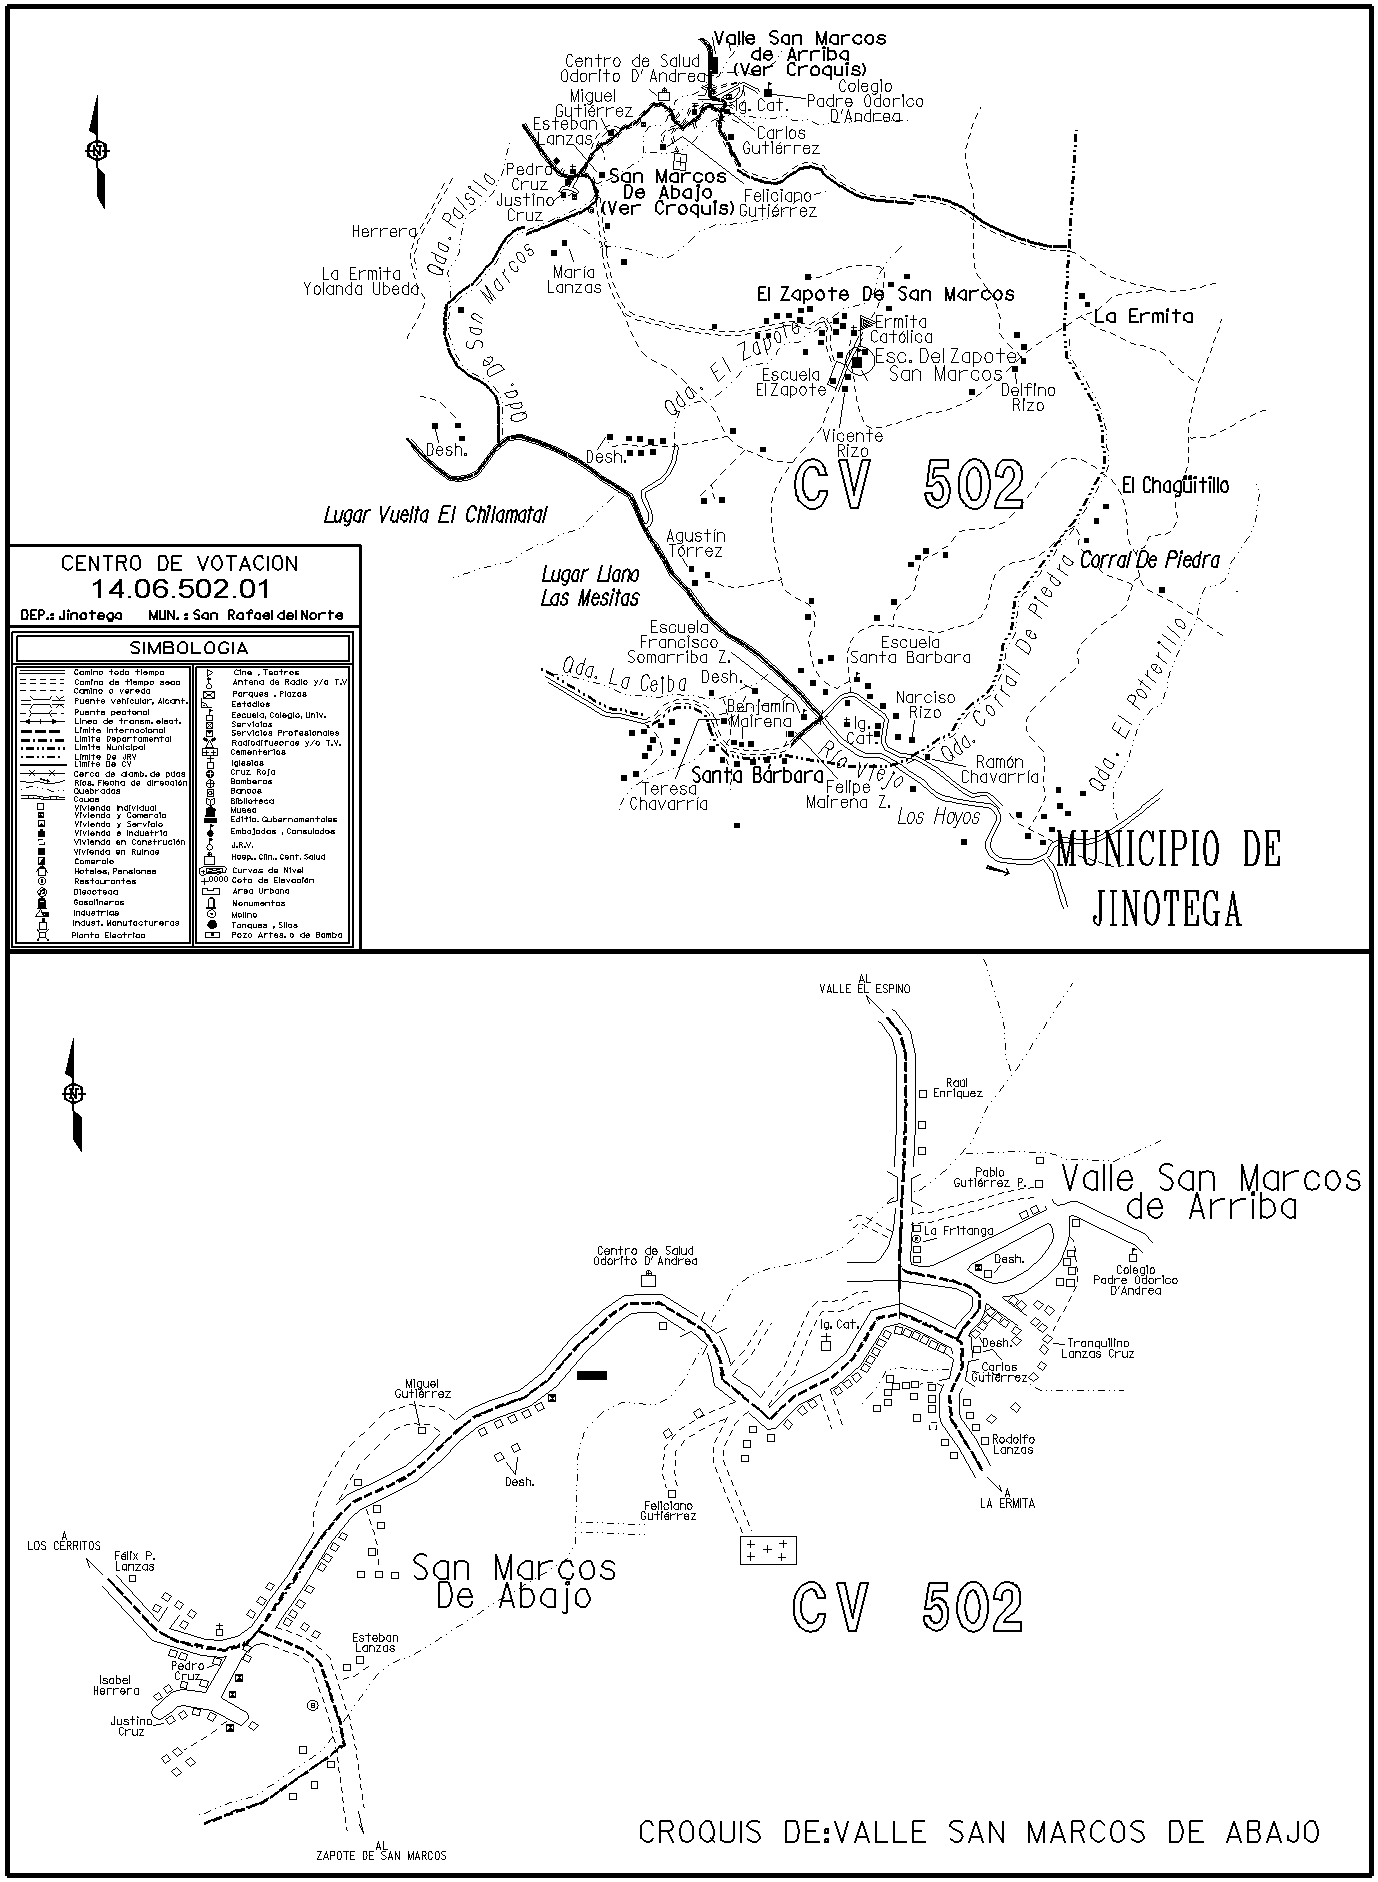 Valle San Marcos
de Arriba
(Ver Croquis)
Centro de Salud
Odorito D'Andrea
Colegio
Padre Odorico
D'Andrea
Ig. Cat.
Miguel
Gutiérrez
Esteban
Lanzas
Carlos
Gutiérrez
N
Pedro
Cruz
Justino
Cruz
San Marcos
De Abajo
(Ver Croquis)
Feliciano
Gutiérrez
Qda. Palsila
Herrera
La Ermita
Yolanda Ubeda
Qda. De San Marcos
María
Lanzas
El Zapote De San Marcos
La Ermita
Ermita
Católica
Qda. El Zapote
Esc. Del Zapote
San Marcos
Escuela
El Zapote
Delfino
Rizo
Vicente
Rizo
Desh.
Desh.
CV 502
El Chagüitillo
Lugar Vuelta El Chilamatal
Agustín
Torrez
Corral De Piedra
Lugar Llano
Las Mesitas
CENTRO DE VOTACION
14.06.502.01
DEP.: Jinotega MUN. : San Rafael del Norte
SIMBOLOGIA
Camino todo tiempo
Camino de tiempo seco
Camino o vereda
Puente vehicular, Alcant.
Puente peatonal
Linea de transm. elect.
Limite Internacional
Limite Departamental
Limite Municipal
Limite De JRV
Limite De CV
Cerca de alamb. de puas
Rios, Flecha de dirección
Quebradas
Cauce
Vivienda Individual
Vivienda y Comercio
Vivienda y Servicio
Vivienda e Industria
Vivienda en Construción
Vivienda en Ruinas
Comercio
Hoteles, Pensiones
Restaurantes
Discoteca
Gasolineras
Industrias
Indust. Manufactureras
Planta Electrica
Cine , Teatros
Antena de Radio y/o T.V
Parques , Plazas
Estadios
Escuela, Colegio, Univ.
Servicios
Servicios Profesionales
Radiodifusoras y/o T.V.
Cementerios
Iglesias
Cruz Roja
Bomberos
Bancos
Biblioteca
Museo
Edific. Gubernamentales
Embajadas , Consulados
J.R.V.
Hosp., Clin., Cent. Salud
Curvas de Nivel
0000 Cota de Elevación
Area Urbana
Monumentos
Molino
Tanques , Silos
Pozo Artes. o de Bomba
Escuela
Francisco
Somarriba Z.
Escuela
Santa Barbara
Qda. La Ceiba
Desh.
Benjamín
Mairena
Narciso
Rizo
Ig.
Cat.
Qda. Corral De Piedra
Qda. El Potrerillo
Río Viejo
Ramón
Chavarría
Santa Bárbara
Teresa
Chavarría
Felipe
Mairena Z.
Los Hoyos
MUNICIPIO DE
JINOTEGA
AL
VALLE EL ESPINO
N
Raúl
Enríquez
Pablo
Gutiérrez P.
Valle San Marcos
de Arriba
La Fritanga
Centro de Salud
Odorito D'Andrea
Desh.
Colegio
Padre Odorico
D'Andrea
Ig. Cat.
Desh.
Tranquilino
Lanzas Cruz
Carlos
Gutiérrez
Miguel
Gutiérrez
Rodolfo
Lanzas
Desh.
Feliciano
Gutiérrez
A
LA ERMITA
A
LOS CERRITOS
Félix P.
Lanzas
San Marcos
De Abajo
CV 502
Esteban
Lanzas
Pedro
Cruz
Isabel
Herrera
Justino
Cruz
CROQUIS DE:VALLE SAN MARCOS DE ABAJO
AL
ZAPOTE DE SAN MARCOS